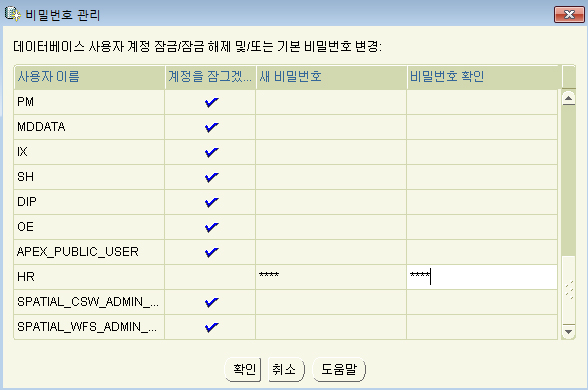 비밀번호 관리
데이터베이스 사용자 계정 잠금/잠금 해제 및/또는 기본 비밀번호 변경:
사용자 이름 계정을 잠그겠... 새 비밀번호 비밀번호 확인
PM
MDDATA
IX
SH
DIP
OE
APEX_PUBLIC_USER
HR **** ****
SPATIAL_CSW_ADMIN_...
SPATIAL_WFS_ADMIN_...
확인 취소 도움말